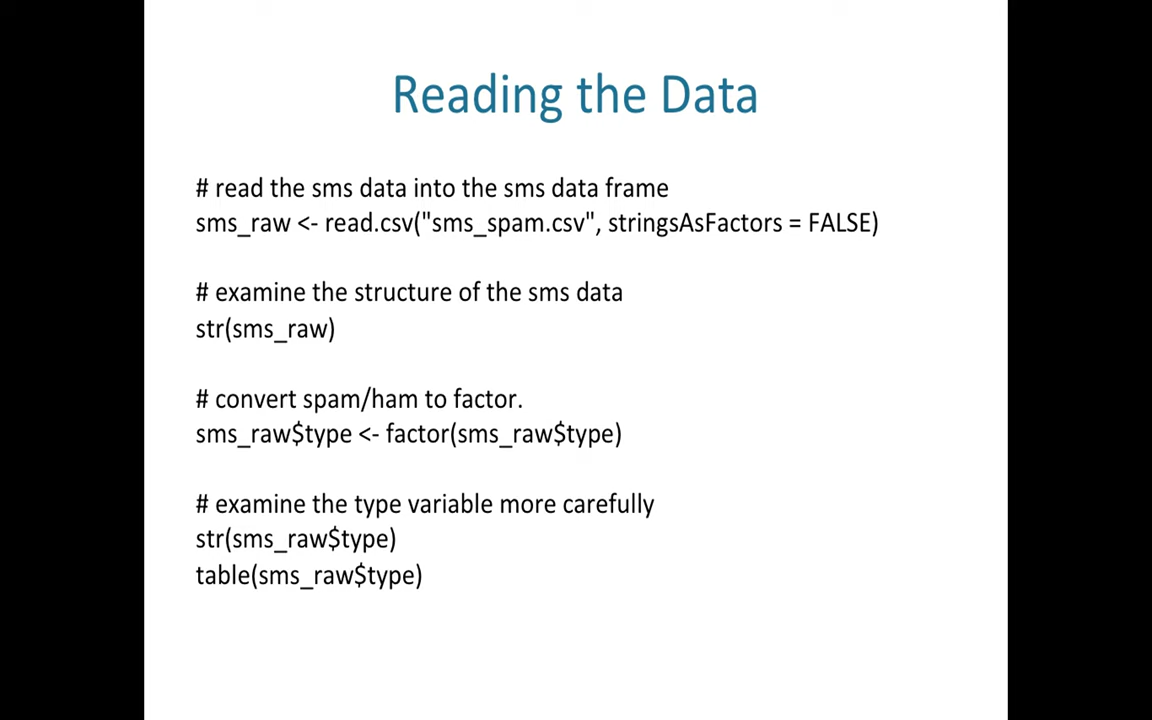 Reading the Data
# read the sms data into the sms data frame
sms_raw <- read.csv("sms_spam.csv", stringsAsFactors = FALSE)
# examine the structure of the sms data
str(sms_raw)
# convert spam/ham to factor.
sms_raw$type <- factor(sms_raw$type)
# examine the type variable more carefully
str(sms_raw$type)
table(sms_raw$type)